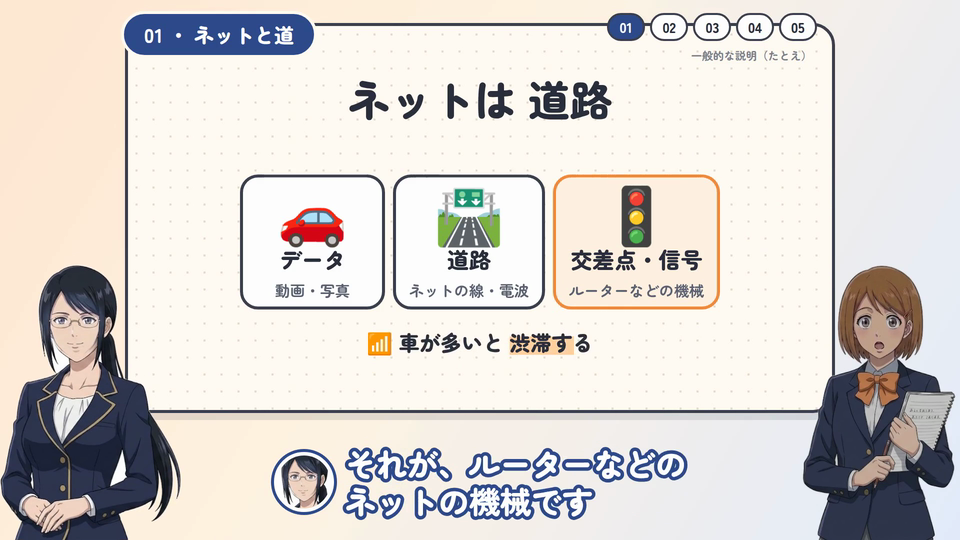 01 ・ ネットと道
01 02 03 04 05
一般的な説明（たとえ）
ネットは 道路
データ
動画・写真
道路
ネットの線・電波
交差点・信号
ルーターなどの機械
車が多いと 渋滞する
それが、ルーターなどの
ネットの機械です